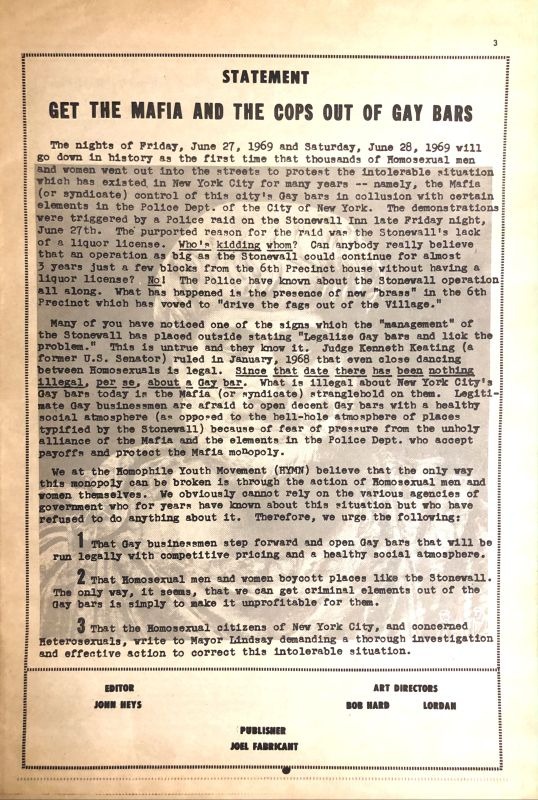 3
STATEMENT
GET THE MAFIA AND THE COPS OUT OF GAY BARS
The nights of Friday, June 27, 1969 and Saturday, June 28, 1969 will
go down in history as the first time that thousands of Homosexual men
and women went out into the streets to protest the intolerable situation
which has existed in New York City for many years -- namely, the Mafia
(or syndicate) control of this city's Gay bars in collusion with certain
elements in the Police Dept. of the City of New York. The demonstrations
were triggered by a Police raid on the Stonewall Inn late Friday night,
June 27th. The purported reason for the raid was the Stonewall's lack
of a liquor license. Who's kidding whom? Can anybody really believe
that an operation as big as the Stonewall could continue for almost
3 years just a few blocks from the 6th Precinct house without having a
liquor license? No! The Police have known about the Stonewall operation
all along. What has happened is the presence of new "brass" in the 6th
Precinct which has vowed to "drive the fags out of the Village."
Many of you have noticed one of the signs which the "management" of
the Stonewall has placed outside stating "Legalize Gay bars and lick the
problem." This is untrue and they know it. Judge Kenneth Keating (a
former U.S. Senator) ruled in January, 1968 that even close dancing
between Homosexuals is legal. Since that date there has been nothing
illegal, per se, about a Gay bar. What is illegal about New York City's
Gay bars today is the Mafia (or syndicate) stranglehold on them. Legiti-
mate Gay businessmen are afraid to open decent Gay bars with a healthy
social atmosphere (as opposed to the hell-hole atmosphere of places
typified by the Stonewall) because of fear of pressure from the unholy
alliance of the Mafia and the elements in the Police Dept. who accept
payoffs and protect the Mafia monopoly.
We at the Homophile Youth Movement (HYMN) believe that the only way
this monopoly can be broken is through the action of Homosexual men and
women themselves. We obviously cannot rely on the various agencies of
government who for years have known about this situation but who have
refused to do anything about it. Therefore, we urge the following:
1 That Gay businessmen step forward and open Gay bars that will be
run legally with competitive pricing and a healthy social atmosphere.
2 That Homosexual men and women boycott places like the Stonewall.
The only way, it seems, that we can get criminal elements out of the
Gay bars is simply to make it unprofitable for them.
3 That the Homosexual citizens of New York City, and concerned
Heterosexuals, write to Mayor Lindsay demanding a thorough investigation
and effective action to correct this intolerable situation.
EDITOR
JOHN HEYS
ART DIRECTORS
BOB HARD LORDAN
PUBLISHER
JOEL FABRICANT